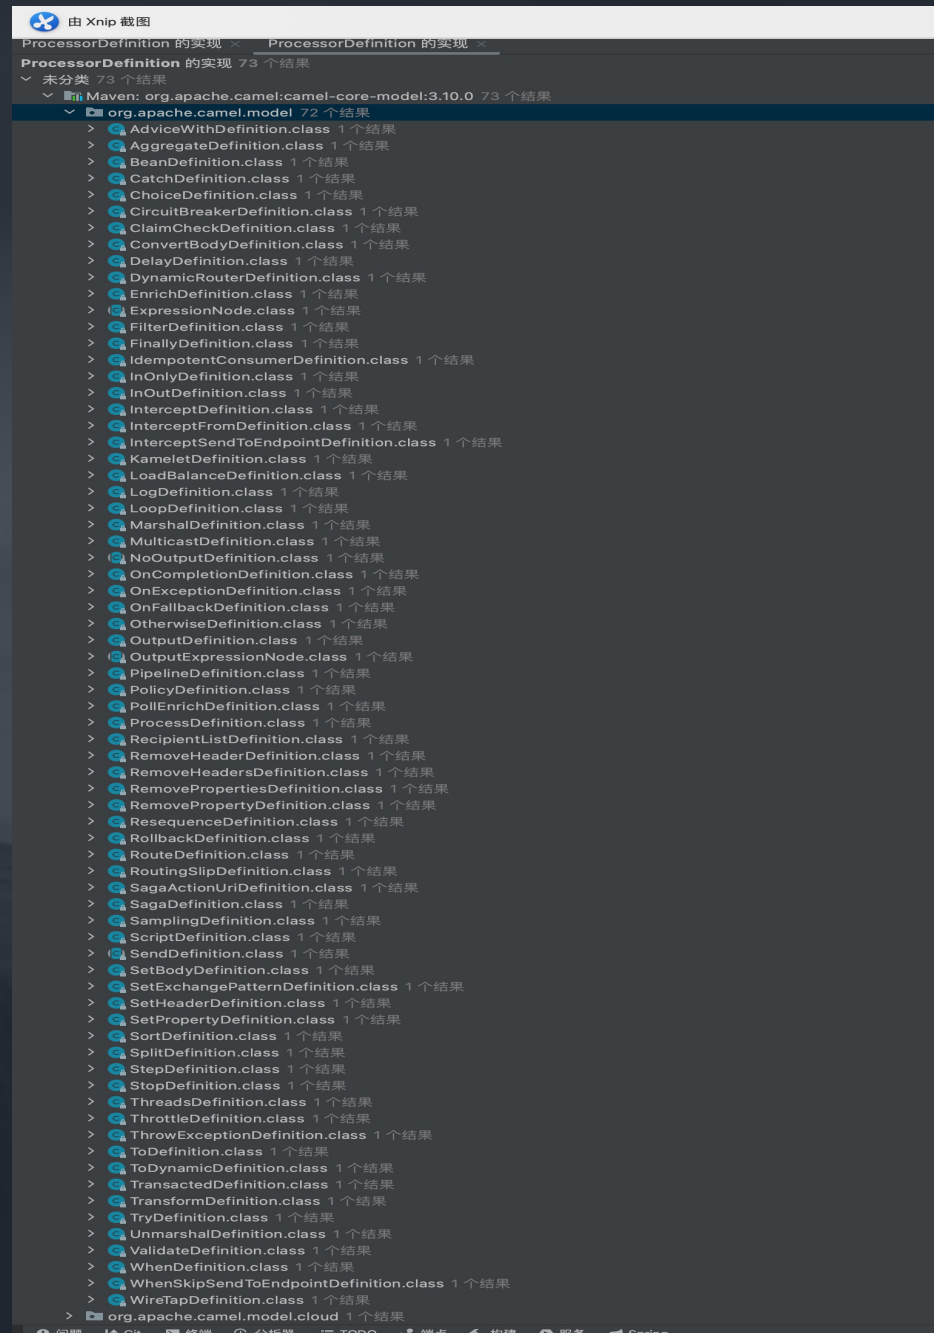 由 Xnip 截图
ProcessorDefinition 的实现 × ProcessorDefinition 的实现 ×
ProcessorDefinition 的实现 73 个结果
未分类 73 个结果
Maven: org.apache.camel:camel-core-model:3.10.0 73 个结果
org.apache.camel.model 72 个结果
AdviceWithDefinition.class 1 个结果
AggregateDefinition.class 1 个结果
BeanDefinition.class 1 个结果
CatchDefinition.class 1 个结果
ChoiceDefinition.class 1 个结果
CircuitBreakerDefinition.class 1 个结果
ClaimCheckDefinition.class 1 个结果
ConvertBodyDefinition.class 1 个结果
DelayDefinition.class 1 个结果
DynamicRouterDefinition.class 1 个结果
EnrichDefinition.class 1 个结果
ExpressionNode.class 1 个结果
FilterDefinition.class 1 个结果
FinallyDefinition.class 1 个结果
IdempotentConsumerDefinition.class 1 个结果
InOnlyDefinition.class 1 个结果
InOutDefinition.class 1 个结果
InterceptDefinition.class 1 个结果
InterceptFromDefinition.class 1 个结果
InterceptSendToEndpointDefinition.class 1 个结果
KameletDefinition.class 1 个结果
LoadBalanceDefinition.class 1 个结果
LogDefinition.class 1 个结果
LoopDefinition.class 1 个结果
MarshalDefinition.class 1 个结果
MulticastDefinition.class 1 个结果
NoOutputDefinition.class 1 个结果
OnCompletionDefinition.class 1 个结果
OnExceptionDefinition.class 1 个结果
OnFallbackDefinition.class 1 个结果
OtherwiseDefinition.class 1 个结果
OutputDefinition.class 1 个结果
OutputExpressionNode.class 1 个结果
PipelineDefinition.class 1 个结果
PolicyDefinition.class 1 个结果
PollEnrichDefinition.class 1 个结果
ProcessDefinition.class 1 个结果
RecipientListDefinition.class 1 个结果
RemoveHeaderDefinition.class 1 个结果
RemoveHeadersDefinition.class 1 个结果
RemovePropertiesDefinition.class 1 个结果
RemovePropertyDefinition.class 1 个结果
ResequenceDefinition.class 1 个结果
RollbackDefinition.class 1 个结果
RouteDefinition.class 1 个结果
RoutingSlipDefinition.class 1 个结果
SagaActionUriDefinition.class 1 个结果
SagaDefinition.class 1 个结果
SamplingDefinition.class 1 个结果
ScriptDefinition.class 1 个结果
SendDefinition.class 1 个结果
SetBodyDefinition.class 1 个结果
SetExchangePatternDefinition.class 1 个结果
SetHeaderDefinition.class 1 个结果
SetPropertyDefinition.class 1 个结果
SortDefinition.class 1 个结果
SplitDefinition.class 1 个结果
StepDefinition.class 1 个结果
StopDefinition.class 1 个结果
ThreadsDefinition.class 1 个结果
ThrottleDefinition.class 1 个结果
ThrowExceptionDefinition.class 1 个结果
ToDefinition.class 1 个结果
ToDynamicDefinition.class 1 个结果
TransactedDefinition.class 1 个结果
TransformDefinition.class 1 个结果
TryDefinition.class 1 个结果
UnmarshalDefinition.class 1 个结果
ValidateDefinition.class 1 个结果
WhenDefinition.class 1 个结果
WhenSkipSendToEndpointDefinition.class 1 个结果
WireTapDefinition.class 1 个结果
org.apache.camel.model.cloud 1 个结果
问题 Git 终端 分析器 TODO 端点 构建 服务 Spring